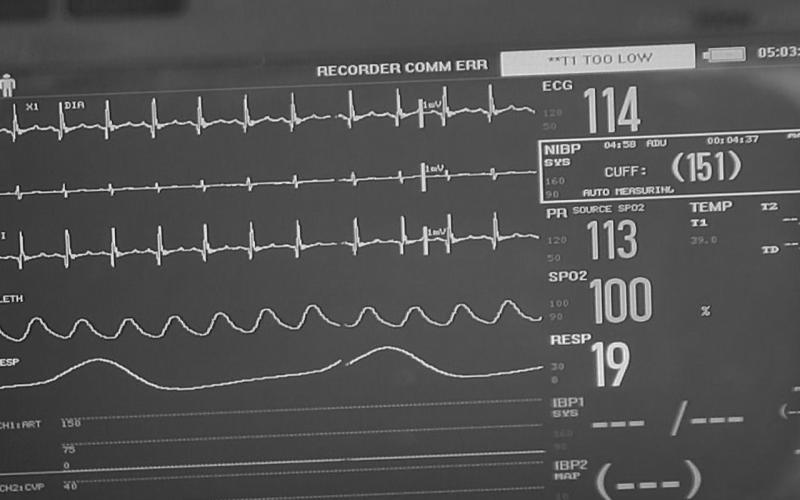 RECORDER COMM ERR **T1 TOO LOW 05:03:
X1 DIA 1mV
ECG 114
120
50
NIBP 04:58 ADU 00:04:37
SYS CUFF: (151)
160
90 AUTO MEASURING
1mV
PR SOURCE SPO2 TEMP T2
T1 --
120 113 39.0
50 TD --
I 1mV
SPO2
100 100 %
90
LETH
RESP
30 19
0
ESP
IBP1
SYS --- /--- (-
160
90
CH1:ART 150
75
0
IBP2
MAP (---)
CH2:CVP 40